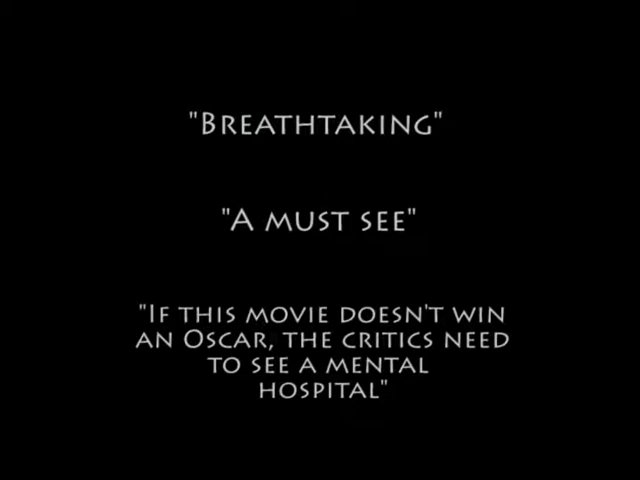 "Breathtaking"
"A must see"
"If this movie doesn't win
an Oscar, the critics need
to see a mental
hospital"